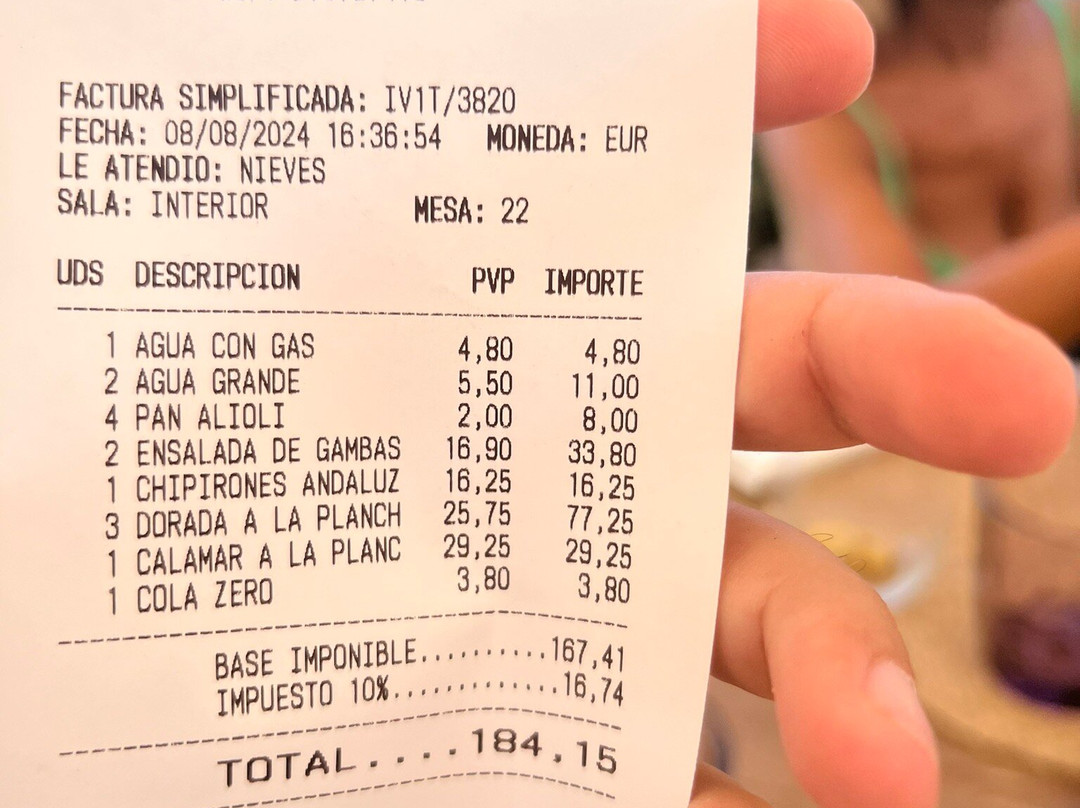 FACTURA SIMPLIFICADA: IV1T/3820
FECHA: 08/08/2024 16:36:54 MONEDA: EUR
LE ATENDIO: NIEVES
SALA: INTERIOR MESA: 22
UDS DESCRIPCION PVP IMPORTE
1 AGUA CON GAS 4,80 4,80
2 AGUA GRANDE 5,50 11,00
4 PAN ALIOLI 2,00 8,00
2 ENSALADA DE GAMBAS 16,90 33,80
1 CHIPIRONES ANDALUZ 16,25 16,25
3 DORADA A LA PLANCH 25,75 77,25
1 CALAMAR A LA PLANC 29,25 29,25
1 COLA ZERO 3,80 3,80
BASE IMPONIBLE..........167,41
IMPUESTO 10%............16,74
TOTAL....184.15